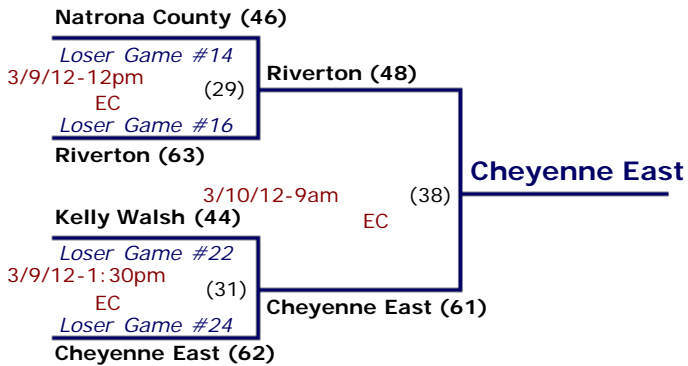 Natrona County (46)
Loser Game #14
3/9/12-12pm
(29)
EC
Loser Game #16
Riverton (63)
Riverton (48)
Cheyenne East
3/10/12-9am
(38)
EC
Kelly Walsh (44)
Loser Game #22
3/9/12-1:30pm
(31)
EC
Loser Game #24
Cheyenne East (62)
Cheyenne East (61)